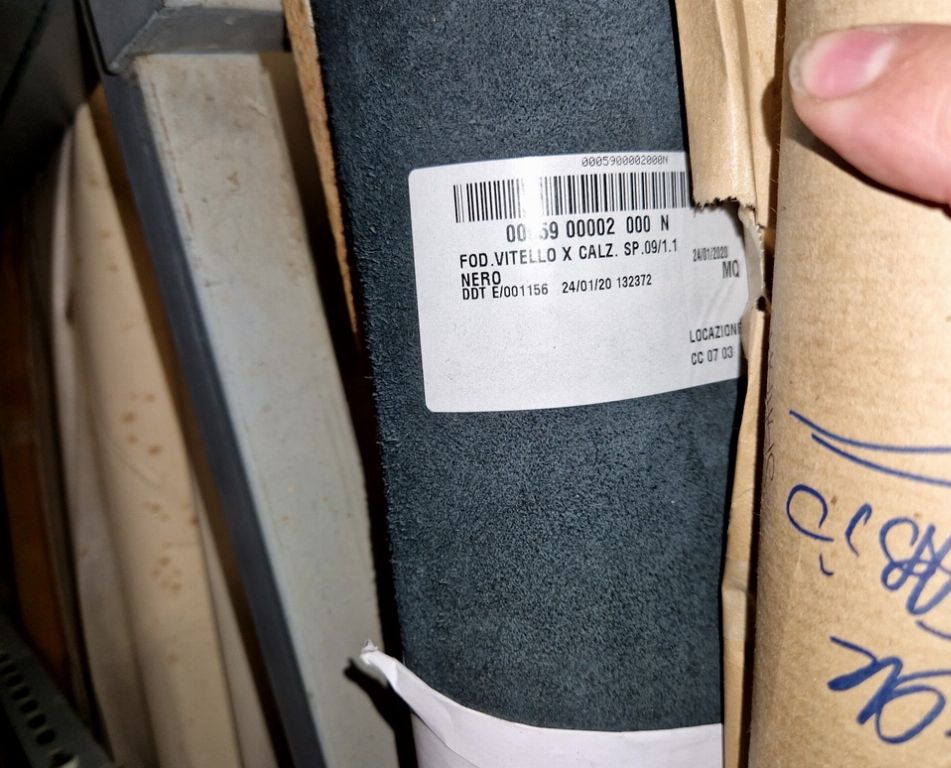 0005900002000N
00 59 00002 000 N
FOD.VITELLO X CALZ. SP.09/1.1
NERO
DDT E/001156 24/01/20 132372
24/01/2020
MQ
LOCAZIONE
CC 07 03